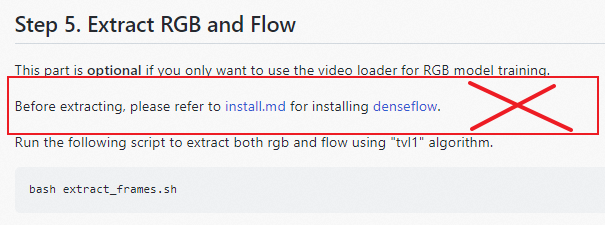 Step 5. Extract RGB and Flow
This part is optional if you only want to use the video loader for RGB model training.
Before extracting, please refer to install.md for installing denseflow.
Run the following script to extract both rgb and flow using "tvl1" algorithm.
bash extract_frames.sh